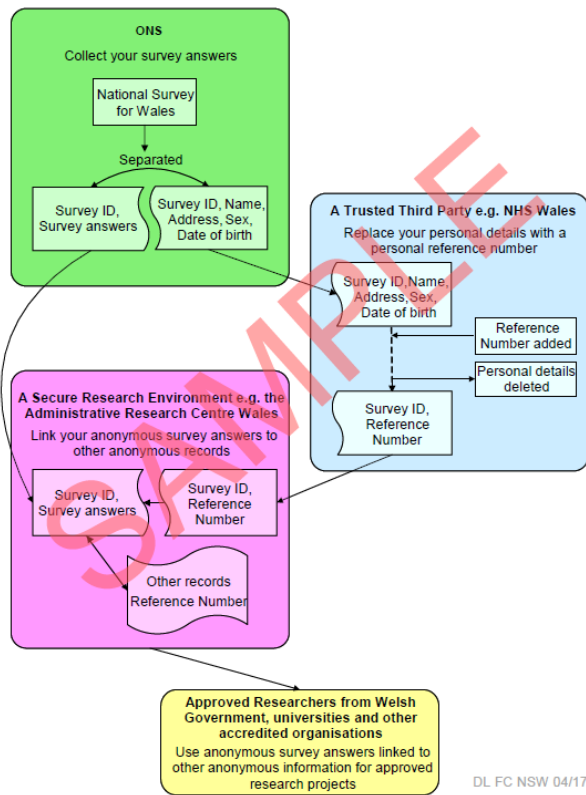 ONS
Collect your survey answers
National Survey
for Wales
Separated
Survey ID,
Survey answers
Survey ID, Name,
Address, Sex,
Date of birth
A Trusted Third Party e.g. NHS Wales
Replace your personal details with a
personal reference number
Survey ID,Name,
Address,Sex,
Date of birth
Reference
Number added
Personal details
deleted
Survey ID,
Reference
Number
A Secure Research Environment e.g. the
Administrative Research Centre Wales
Link your anonymous survey answers to
other anonymous records
Survey ID,
Survey answers
Survey ID,
Reference
Number
Other records
Reference Number
Approved Researchers from Welsh
Government, universities and other
accredited organisations
Use anonymous survey answers linked to
other anonymous information for approved
research projects
DL FC NSW 04/17
SAMPLE